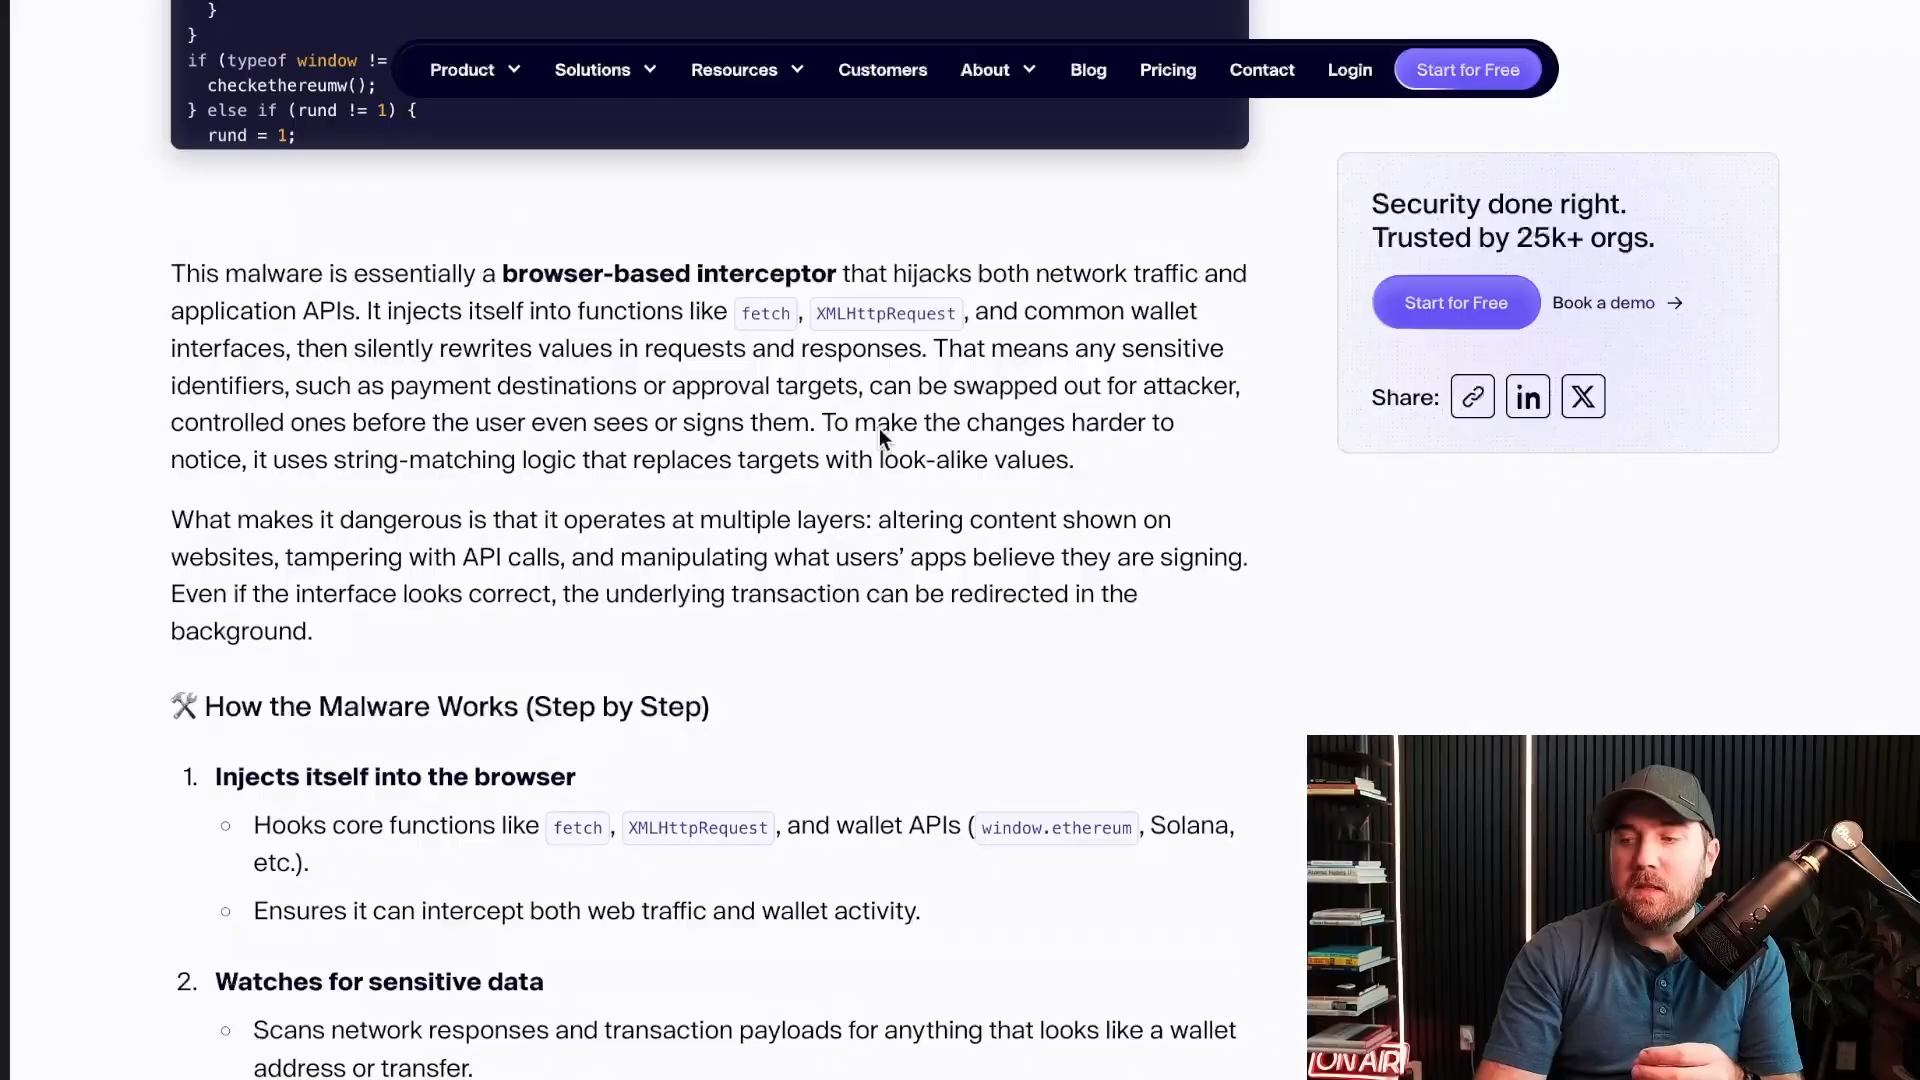 }
}
if (typeof window !=
checkethereumw();
} else if (rund != 1) {
rund = 1;
Product Solutions Resources Customers About Blog Pricing Contact Login Start for Free
Security done right.
Trusted by 25k+ orgs.
Start for Free Book a demo →
Share: in X
This malware is essentially a browser-based interceptor that hijacks both network traffic and
application APIs. It injects itself into functions like fetch, XMLHttpRequest, and common wallet
interfaces, then silently rewrites values in requests and responses. That means any sensitive
identifiers, such as payment destinations or approval targets, can be swapped out for attacker,
controlled ones before the user even sees or signs them. To make the changes harder to
notice, it uses string-matching logic that replaces targets with look-alike values.
What makes it dangerous is that it operates at multiple layers: altering content shown on
websites, tampering with API calls, and manipulating what users’ apps believe they are signing.
Even if the interface looks correct, the underlying transaction can be redirected in the
background.
🛠 How the Malware Works (Step by Step)
1. Injects itself into the browser
○ Hooks core functions like fetch, XMLHttpRequest, and wallet APIs (window.ethereum, Solana,
etc.).
○ Ensures it can intercept both web traffic and wallet activity.
2. Watches for sensitive data
○ Scans network responses and transaction payloads for anything that looks like a wallet
address or transfer.
ON AIR